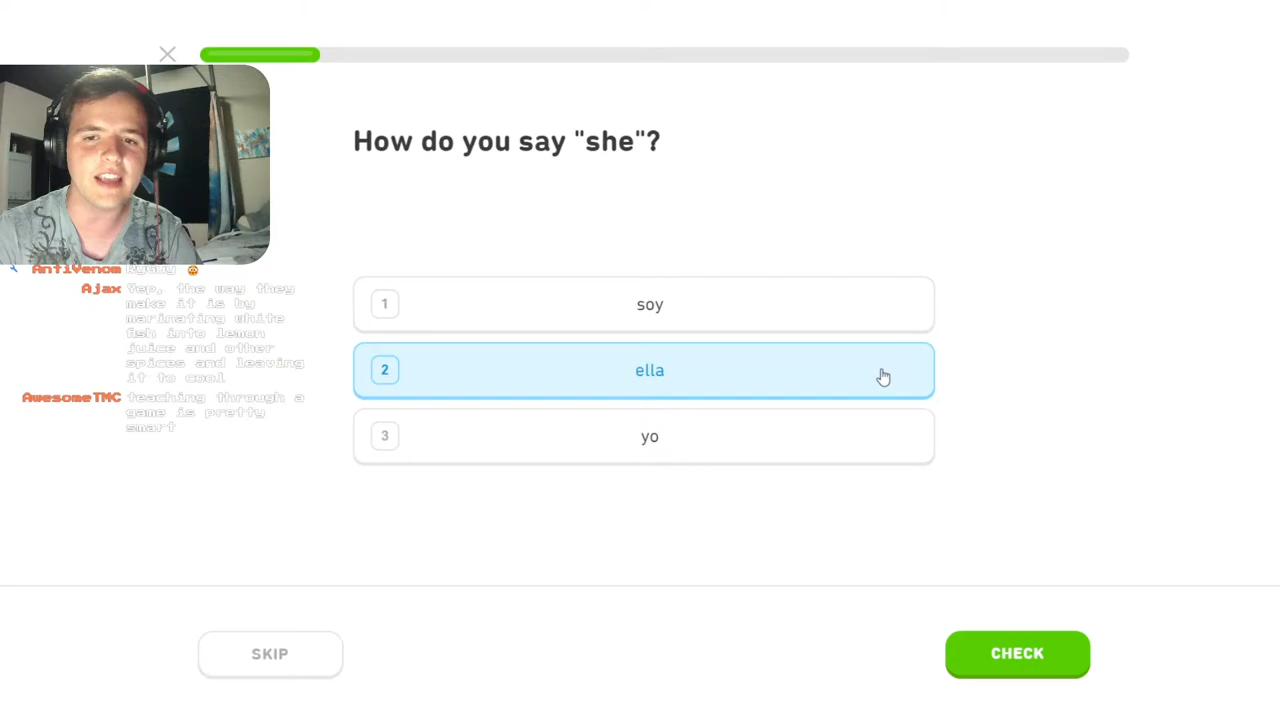 How do you say "she"?
AntiVenom RyGuy
Ajax Yep, the way they
make it is by
marinating white
fish into lemon
juice and other
spices and leaving
it to cool
AwesomeTMC teaching through a
game is pretty
smart
1 soy
2 ella
3 yo
SKIP
CHECK